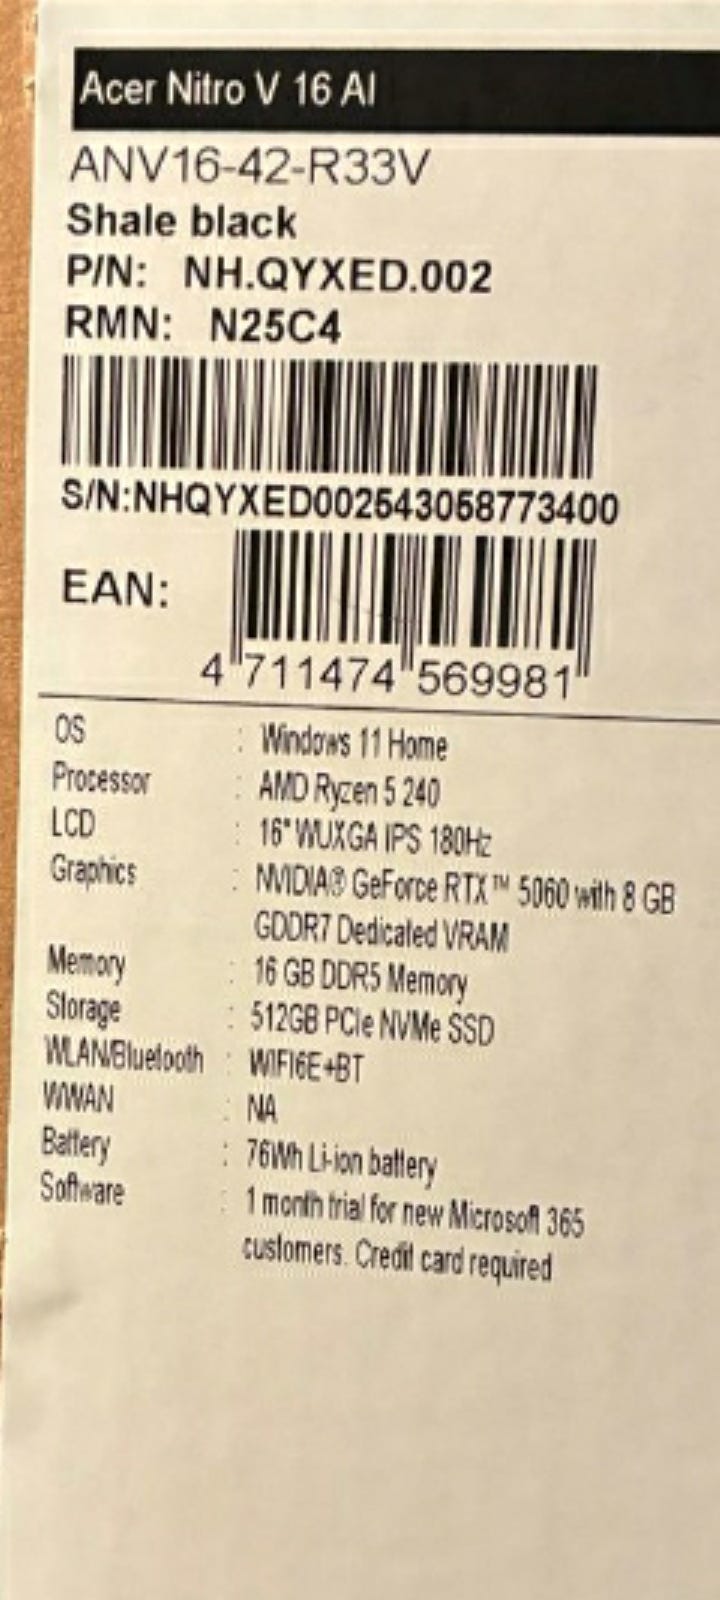 Acer Nitro V 16 AI
ANV16-42-R33V
Shale black
P/N: NH.QYXED.002
RMN: N25C4
S/N:NHQYXED002543058773400
EAN:
4 711474 569981
OS : Windows 11 Home
Processor : AMD Ryzen 5 240
LCD : 16" WUXGA IPS 180Hz
Graphics : NVIDIA® GeForce RTX™ 5060 with 8 GB
GDDR7 Dedicated VRAM
Memory : 16 GB DDR5 Memory
Storage : 512GB PCIe NVMe SSD
WLAN/Bluetooth : WIFI6E+BT
WWAN : NA
Battery : 76Wh Li-ion battery
Software : 1 month trial for new Microsoft 365
customers. Credit card required